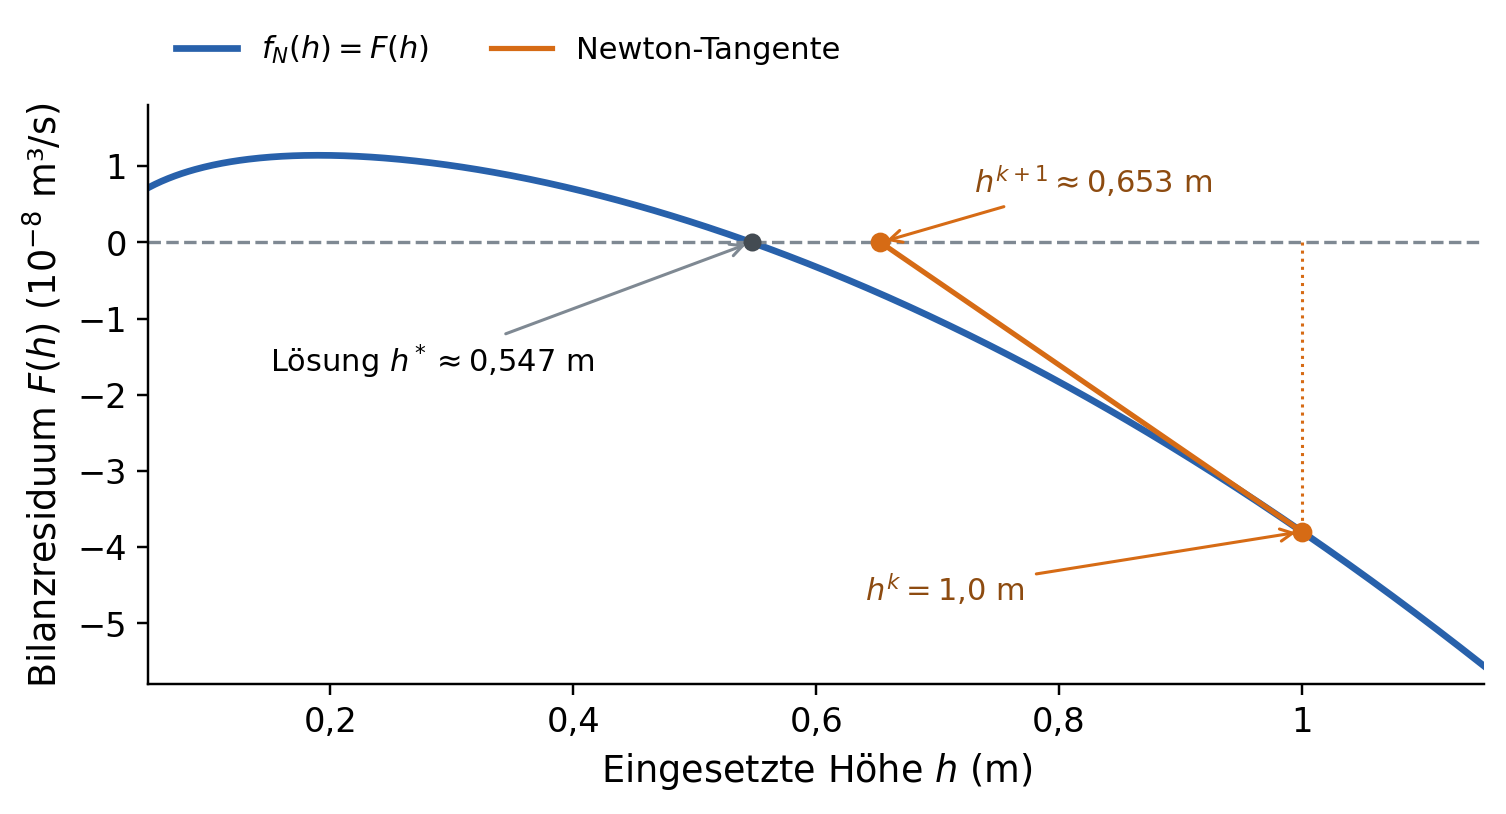 f_N(h) = F(h)
Newton-Tangente
Bilanzresiduum F(h) (10⁻⁸ m³/s)
1
0
−1
−2
−3
−4
−5
h^{k+1} ≈ 0,653 m
Lösung h* ≈ 0,547 m
h^k = 1,0 m
0,2
0,4
0,6
0,8
1
Eingesetzte Höhe h (m)